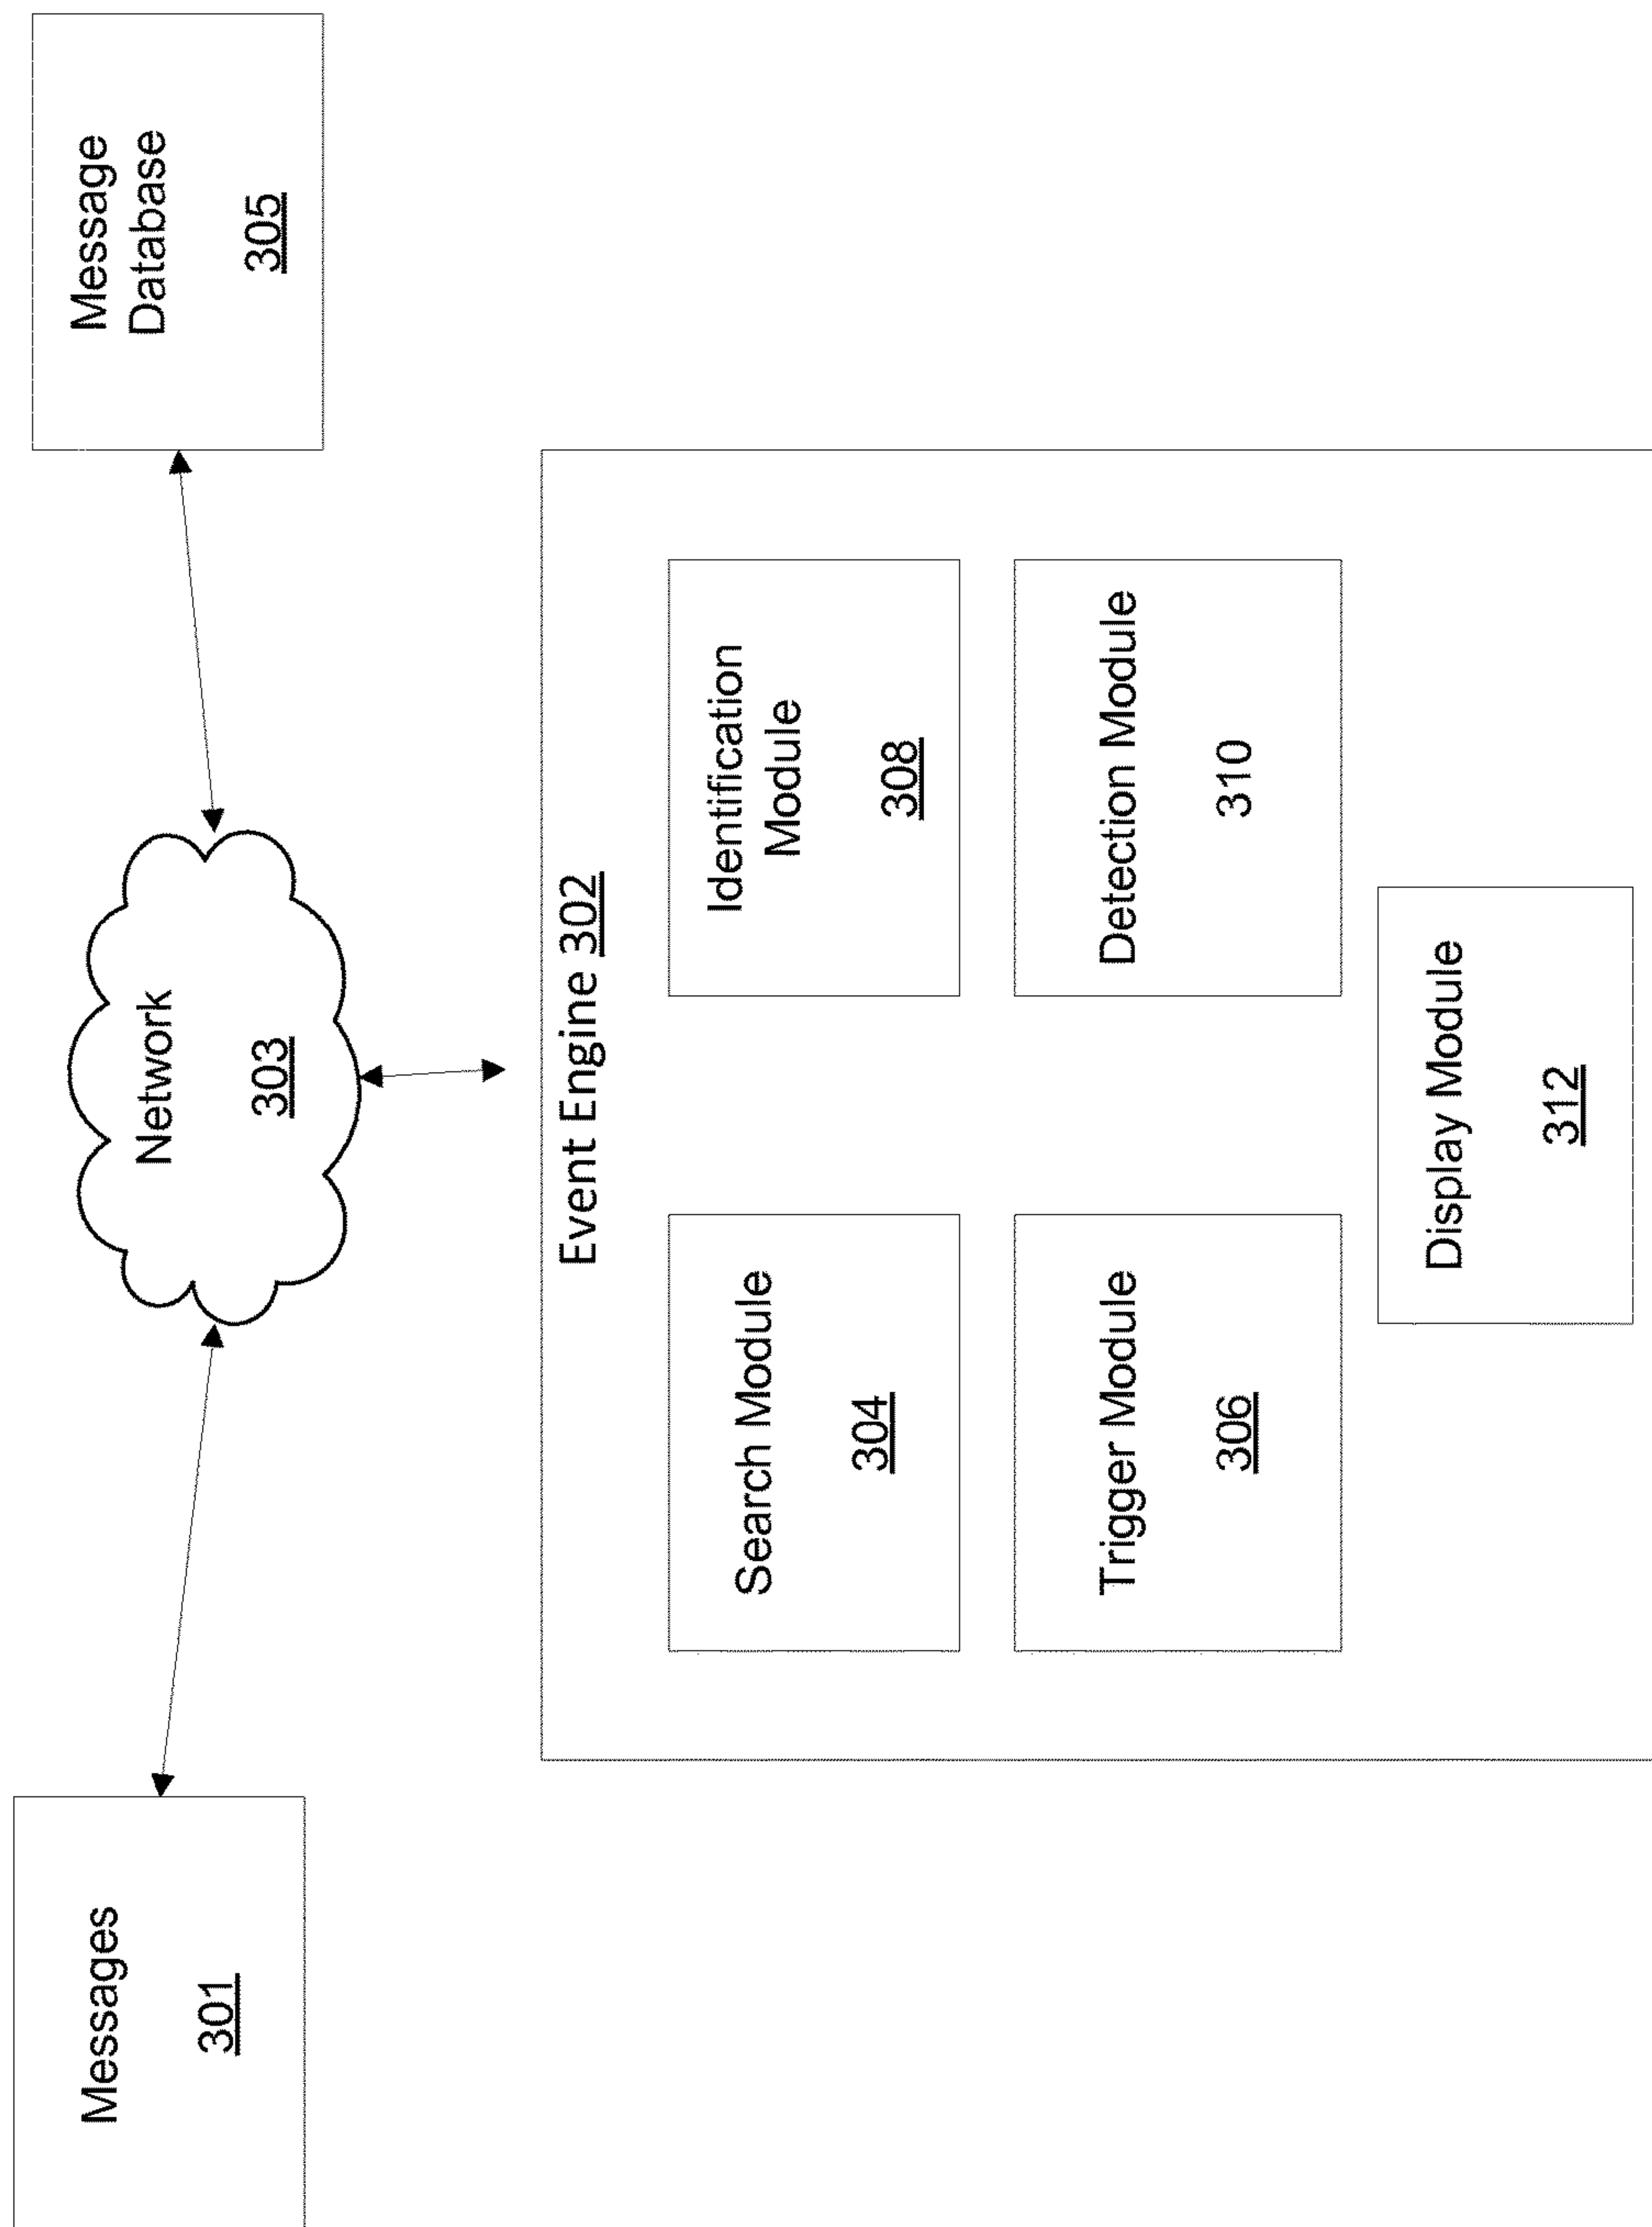 Messages
301
Network
303
Message
Database
305
Event Engine 302
Search Module
304
Identification
Module
308
Trigger Module
306
Detection Module
310
Display Module
312